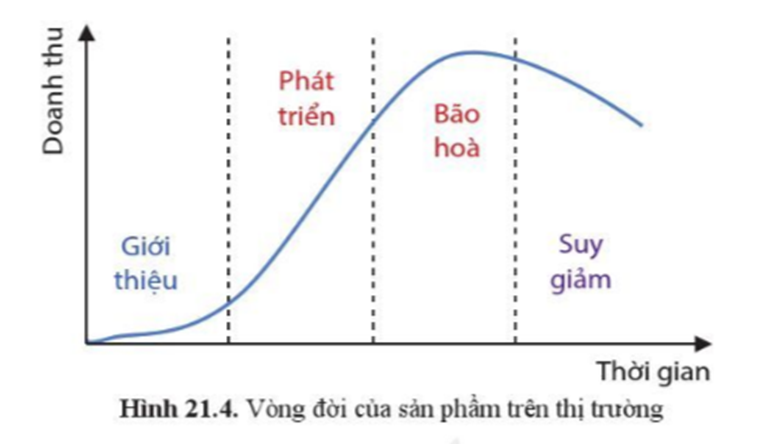 Doanh thu
Phát
triển
Bão
hoà
Giới
thiệu
Suy
giảm
Thời gian
Hình 21.4. Vòng đời của sản phẩm trên thị trường